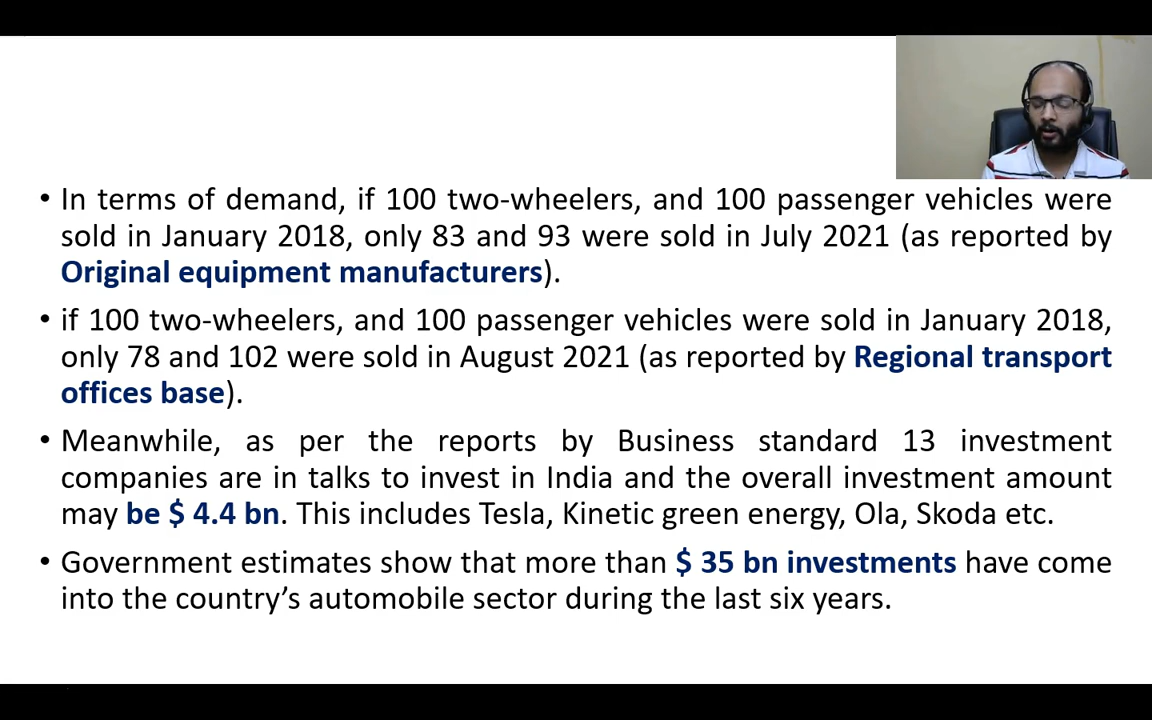 • In terms of demand, if 100 two-wheelers, and 100 passenger vehicles were
sold in January 2018, only 83 and 93 were sold in July 2021 (as reported by
Original equipment manufacturers).
• if 100 two-wheelers, and 100 passenger vehicles were sold in January 2018,
only 78 and 102 were sold in August 2021 (as reported by Regional transport
offices base).
• Meanwhile, as per the reports by Business standard 13 investment
companies are in talks to invest in India and the overall investment amount
may be $ 4.4 bn. This includes Tesla, Kinetic green energy, Ola, Skoda etc.
• Government estimates show that more than $ 35 bn investments have come
into the country’s automobile sector during the last six years.